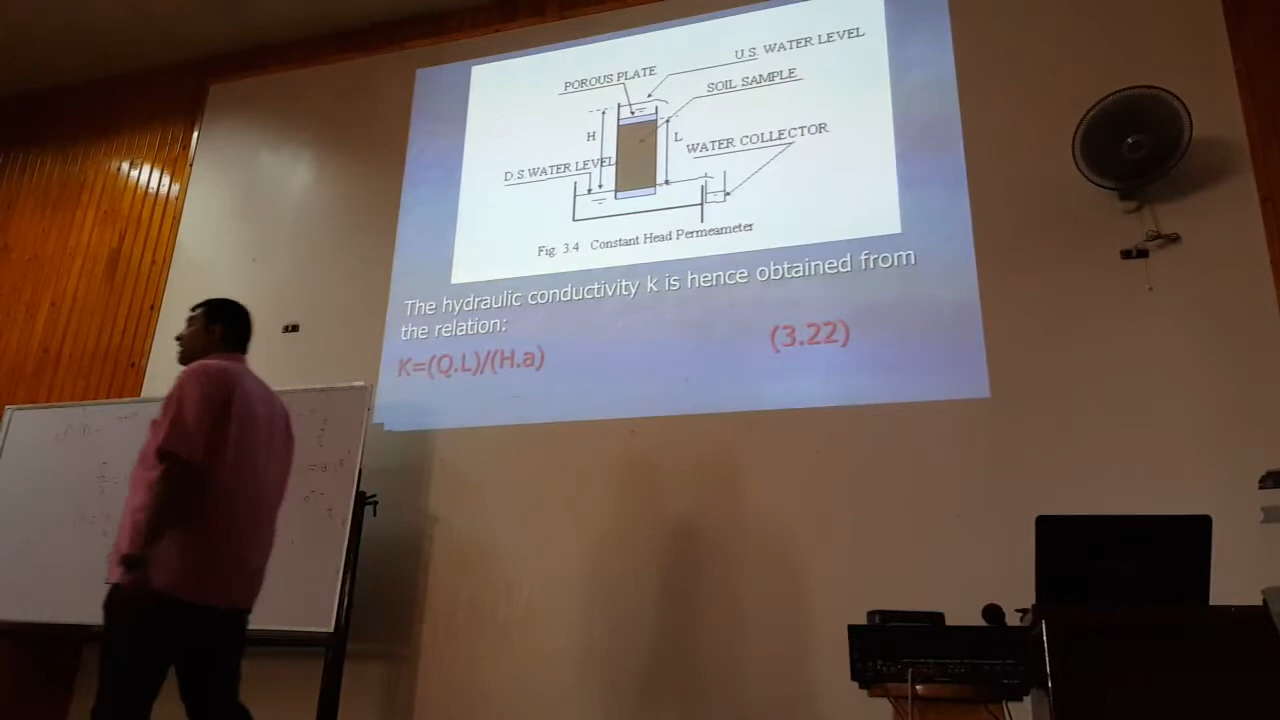 U.S. WATER LEVEL
POROUS PLATE
SOIL SAMPLE
H
L
WATER COLLECTOR
D.S.WATER LEVEL
Fig. 3.4 Constant Head Permeameter
The hydraulic conductivity k is hence obtained from
the relation:
K=(Q.L)/(H.a)
(3.22)